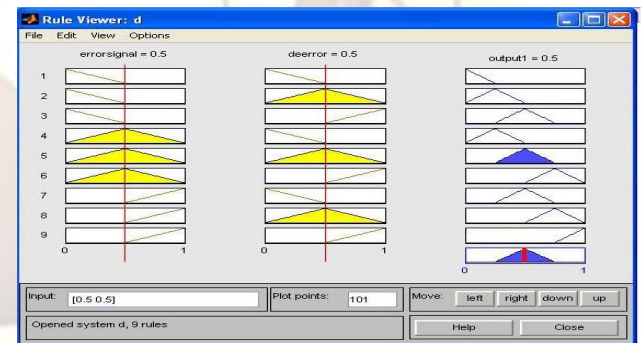 Rule Viewer: d
File Edit View Options
errorsignal = 0.5 deerror = 0.5 output1 = 0.5
1
2
3
4
5
6
7
8
9
0 1 0 1
0 1
Input: [0.5 0.5] Plot points: 101 Move: left right down up
Opened system d, 9 rules Help Close